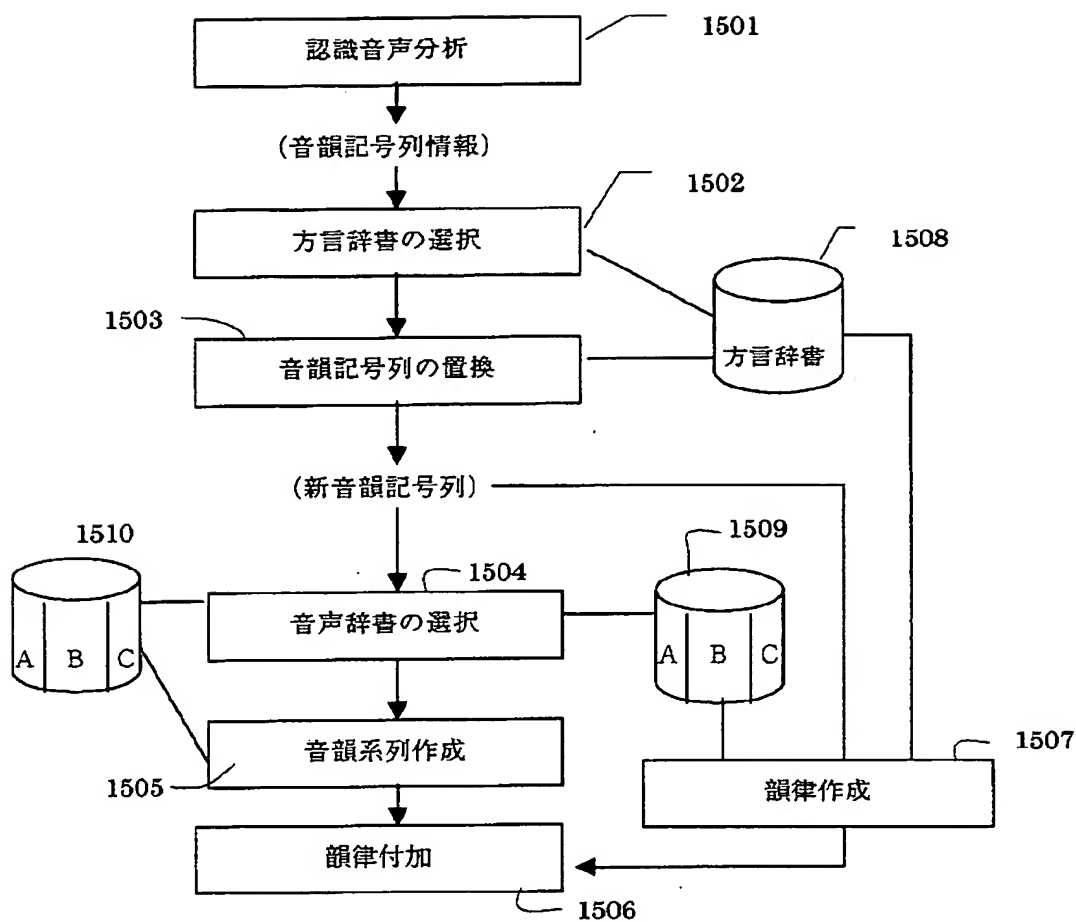 認識音声分析
1501
(音韻記号列情報)
1502
方言辞書の選択
1508
1503
音韻記号列の置換
方言辞書
(新音韻記号列)
1510
1509
1504
音声辞書の選択
A B C
A B C
音韻系列作成
1505
1507
韻律作成
韻律付加
1506